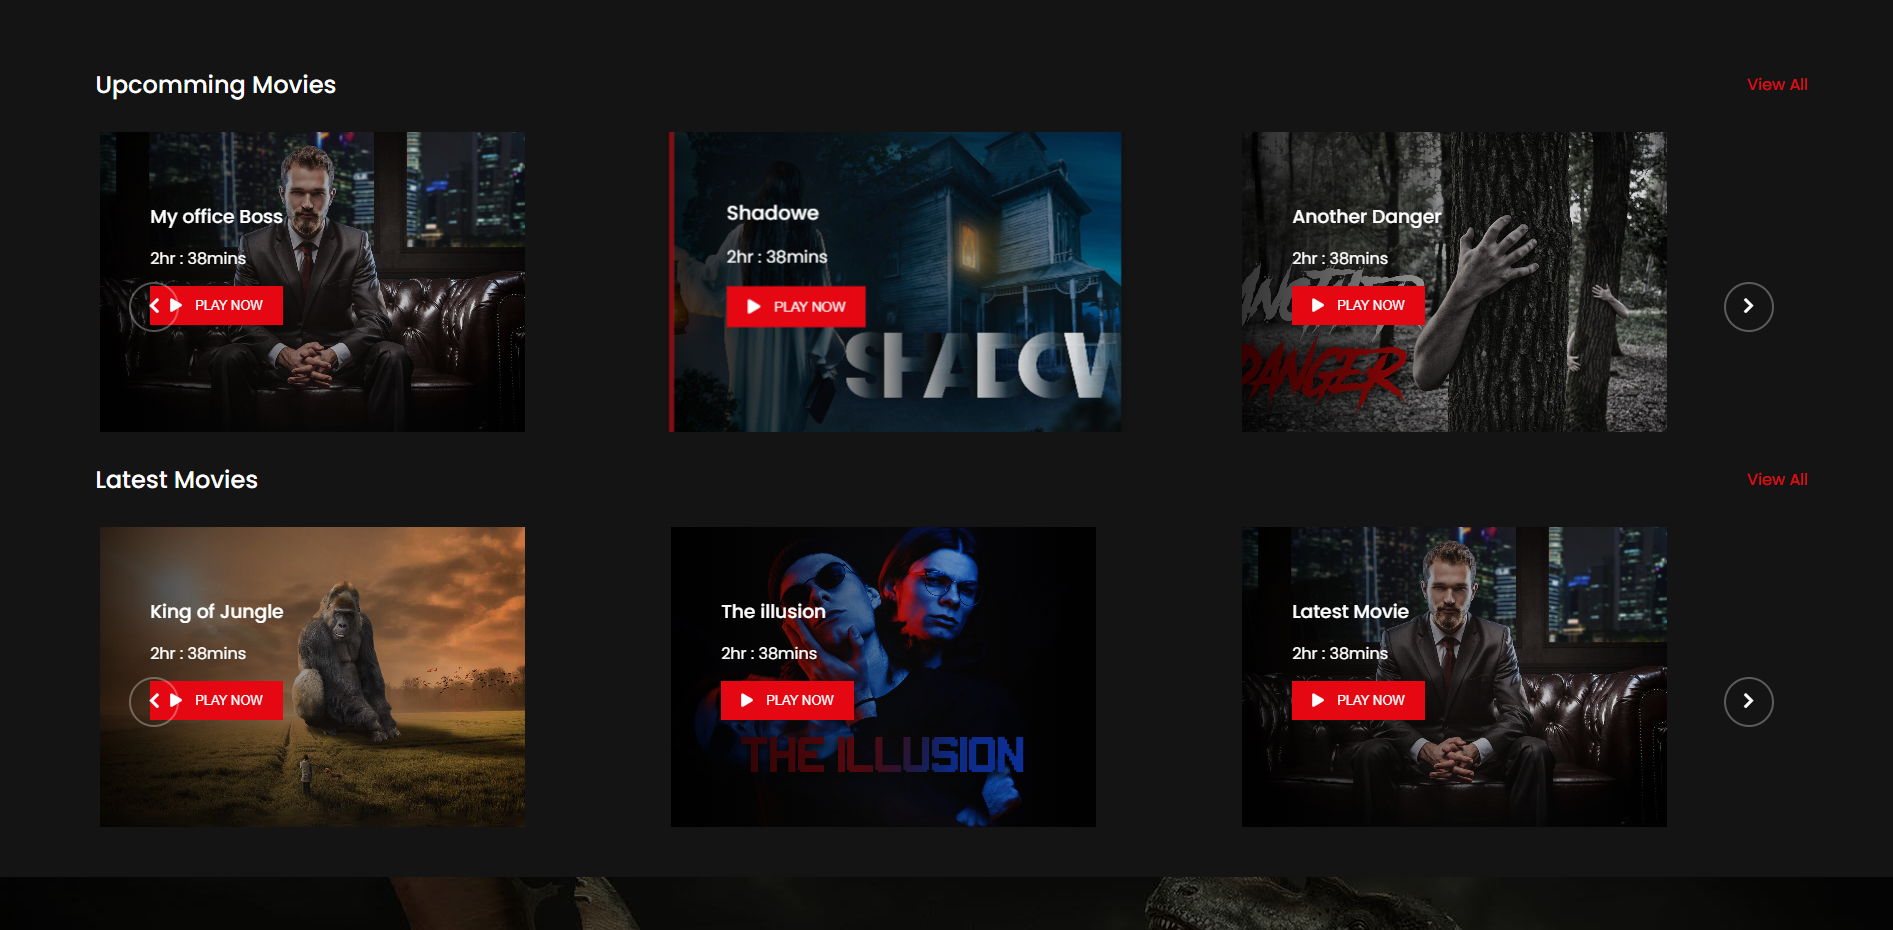 Upcomming Movies
View All
My office Boss
2hr : 38mins
PLAY NOW
Shadowe
2hr : 38mins
PLAY NOW
SHADOW
Another Danger
2hr : 38mins
PLAY NOW
ANOTHER
DANGER
Latest Movies
View All
King of Jungle
2hr : 38mins
PLAY NOW
The illusion
2hr : 38mins
PLAY NOW
THE ILLUSION
Latest Movie
2hr : 38mins
PLAY NOW